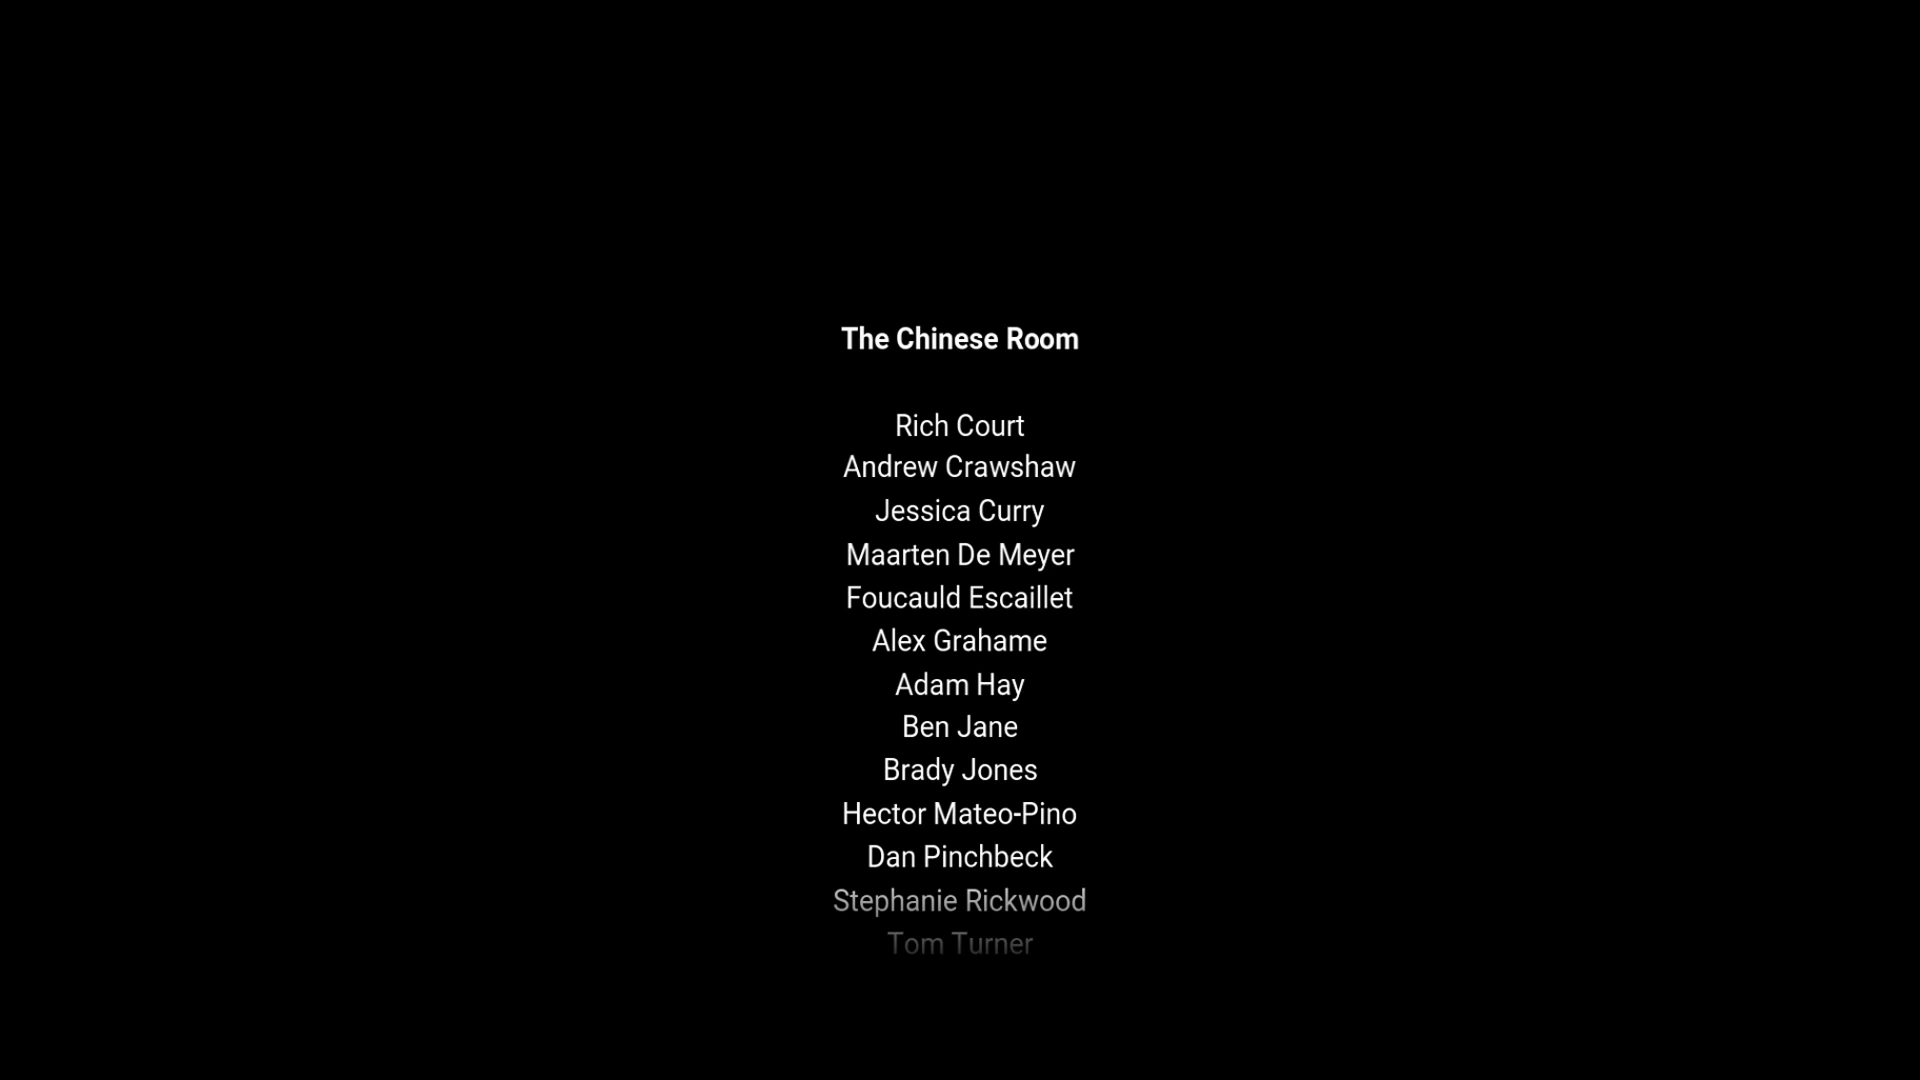 The Chinese Room
Rich Court
Andrew Crawshaw
Jessica Curry
Maarten De Meyer
Foucauld Escaillet
Alex Grahame
Adam Hay
Ben Jane
Brady Jones
Hector Mateo-Pino
Dan Pinchbeck
Stephanie Rickwood
Tom Turner